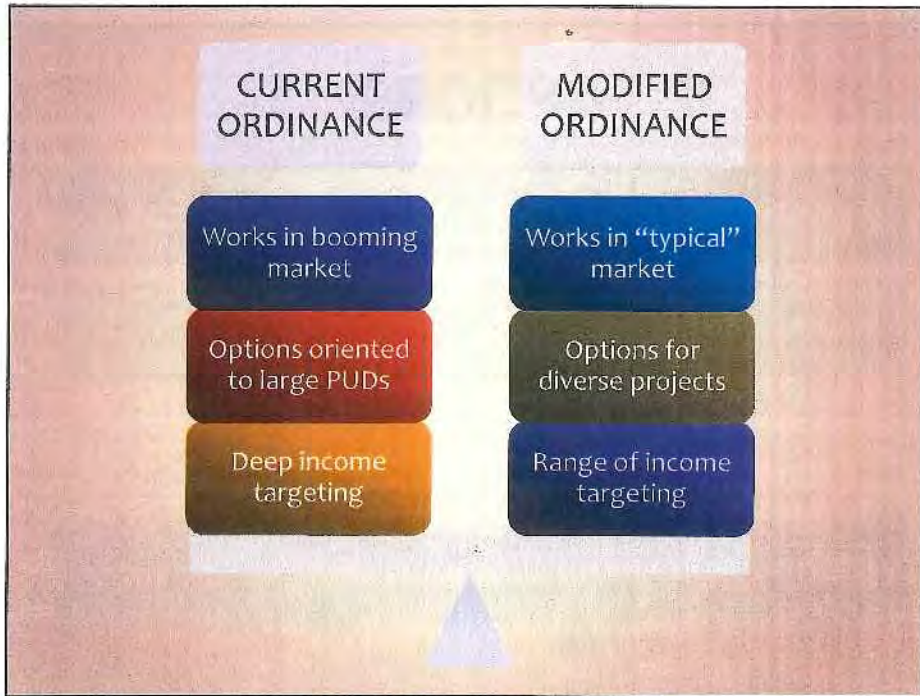 CURRENT
ORDINANCE
Works in booming
market
Options oriented
to large PUDs
Deep income
targeting
MODIFIED
ORDINANCE
Works in “typical”
market
Options for
diverse projects
Range of income
targeting